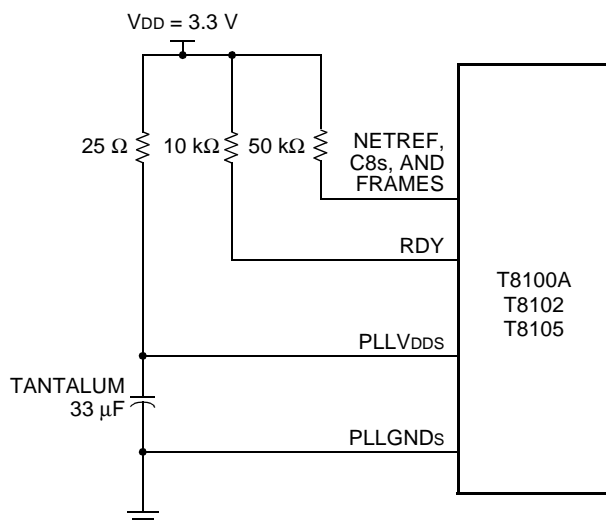 VDD = 3.3 V
25 Ω
10 kΩ
50 kΩ
NETREF,
C8s, AND
FRAMES
RDY
T8100A
T8102
T8105
PLLVDDS
TANTALUM
33 μF
PLLGNDS